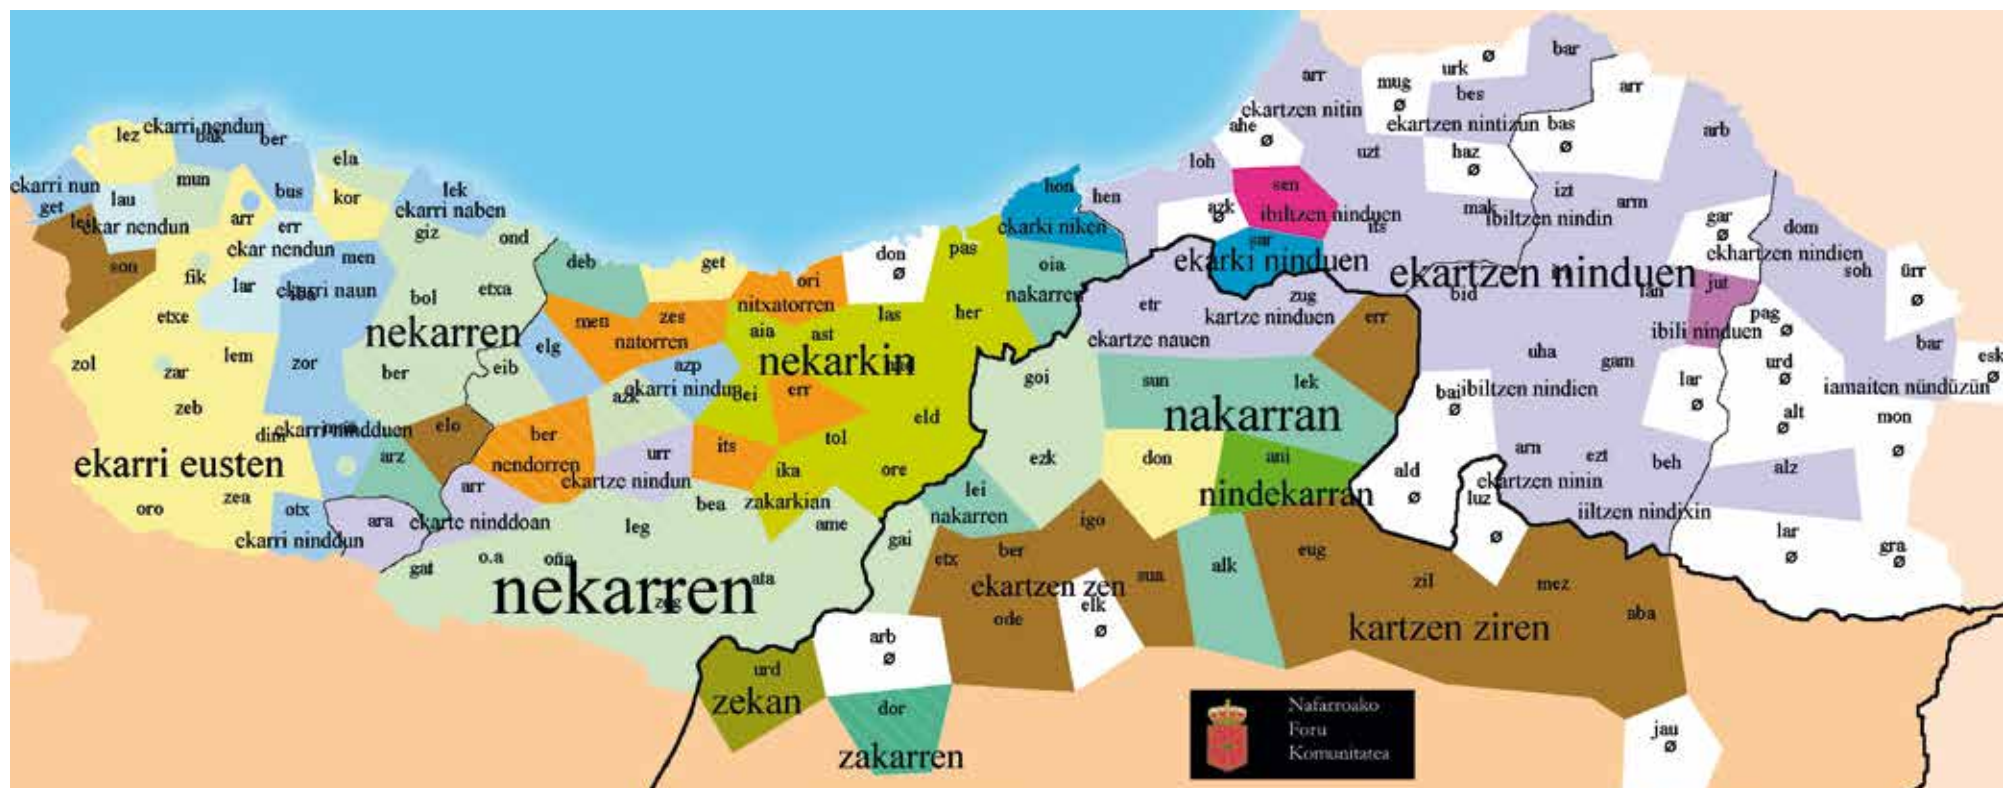 bar
urk Ø
arr
mug
Ø
bes
arr
ekartzen nitin
ekartzen nintizun
bas
Ø
arb
ahe
Ø
lez
ekarri nendun
bak
ber
ela
mun
uzt
haz
Ø
loh
ekarri nun
get
lau
bus
kor
lek
ekarri naben
hon
hen
sen
azk
Ø
ibiltzen ninduen
its
mak
ibiltzen nindin
izt
arm
gar
Ø
dom
lei
ekar nendun
arr
err
ekar nendun
giz
ond
ekarki niken
sar
ekarki ninduen
ekartzen ninduen
ekhartzen nindien
soh
ürr
Ø
son
fik
men
lar
ekarri naun
deb
get
ori
don
Ø
pas
oia
nakarren
bol
etxa
nitxatorren
etr
zug
kartze ninduen
err
bid
lan
jut
pag
Ø
etxe
nekarren
men
zes
natorren
aia
ast
las
her
ekartze nauen
ibili ninduen
bar
esk
Ø
zol
zar
lem
zor
ber
eib
elg
azp
nekarkin
goi
sun
lek
uha
gam
urd
Ø
iamaiten nündüzün
zeb
azk
ekarri nindun
bei
err
nakarran
bai
Ø
ibiltzen nindien
lar
Ø
alt
Ø
mon
Ø
dim
ekarri nindduen
elo
eld
ekarri eusten
arz
ber
nendorren
urr
its
tol
ezk
don
ani
arn
ezt
beh
alz
arr
ekartze nindun
ika
ore
lei
nindekarran
ald
Ø
luz
Ø
ekartzen ninin
oro
zea
otx
ekarri ninddun
ara
ekarte ninddoan
leg
bea
zakarkian
ame
nakarren
igo
iiltzen nindixin
gat
o.a
oña
nekarren
ata
zeg
gai
etx
ber
ekartzen zen
sua
alk
eug
zil
mez
aba
lar
Ø
gra
Ø
ode
elk
Ø
kartzen ziren
arb
Ø
urd
zekan
dor
zakarren
Nafarroako
Foru
Komunitatea
jau
Ø